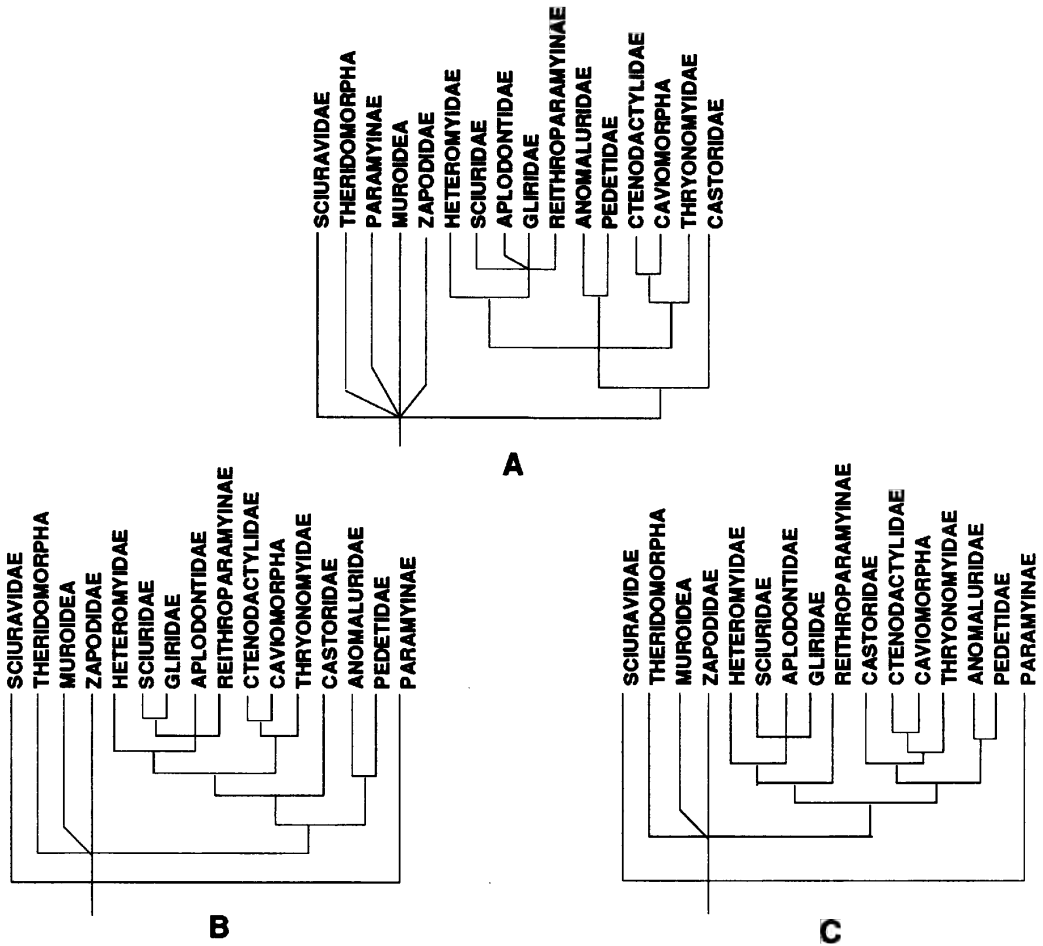 SCIURAVIDAE
THERIDOMORPHA
PARAMYINAE
MUROIDEA
ZAPODIDAE
HETEROMYIDAE
SCIURIDAE
APLODONTIDAE
GLIRIDAE
REITHROPARAMYINAE
ANOMALURIDAE
PEDETIDAE
CTENODACTYLIDAE
CAVIOMORPHA
THRYONOMYIDAE
CASTORIDAE
A
SCIURAVIDAE
THERIDOMORPHA
MUROIDEA
ZAPODIDAE
HETEROMYIDAE
SCIURIDAE
GLIRIDAE
APLODONTIDAE
REITHROPARAMYINAE
CTENODACTYLIDAE
CAVIOMORPHA
THRYONOMYIDAE
CASTORIDAE
ANOMALURIDAE
PEDETIDAE
PARAMYINAE
B
SCIURAVIDAE
THERIDOMORPHA
MUROIDEA
ZAPODIDAE
HETEROMYIDAE
SCIURIDAE
APLODONTIDAE
GLIRIDAE
REITHROPARAMYINAE
CASTORIDAE
CTENODACTYLIDAE
CAVIOMORPHA
THRYONOMYIDAE
ANOMALURIDAE
PEDETIDAE
PARAMYINAE
C